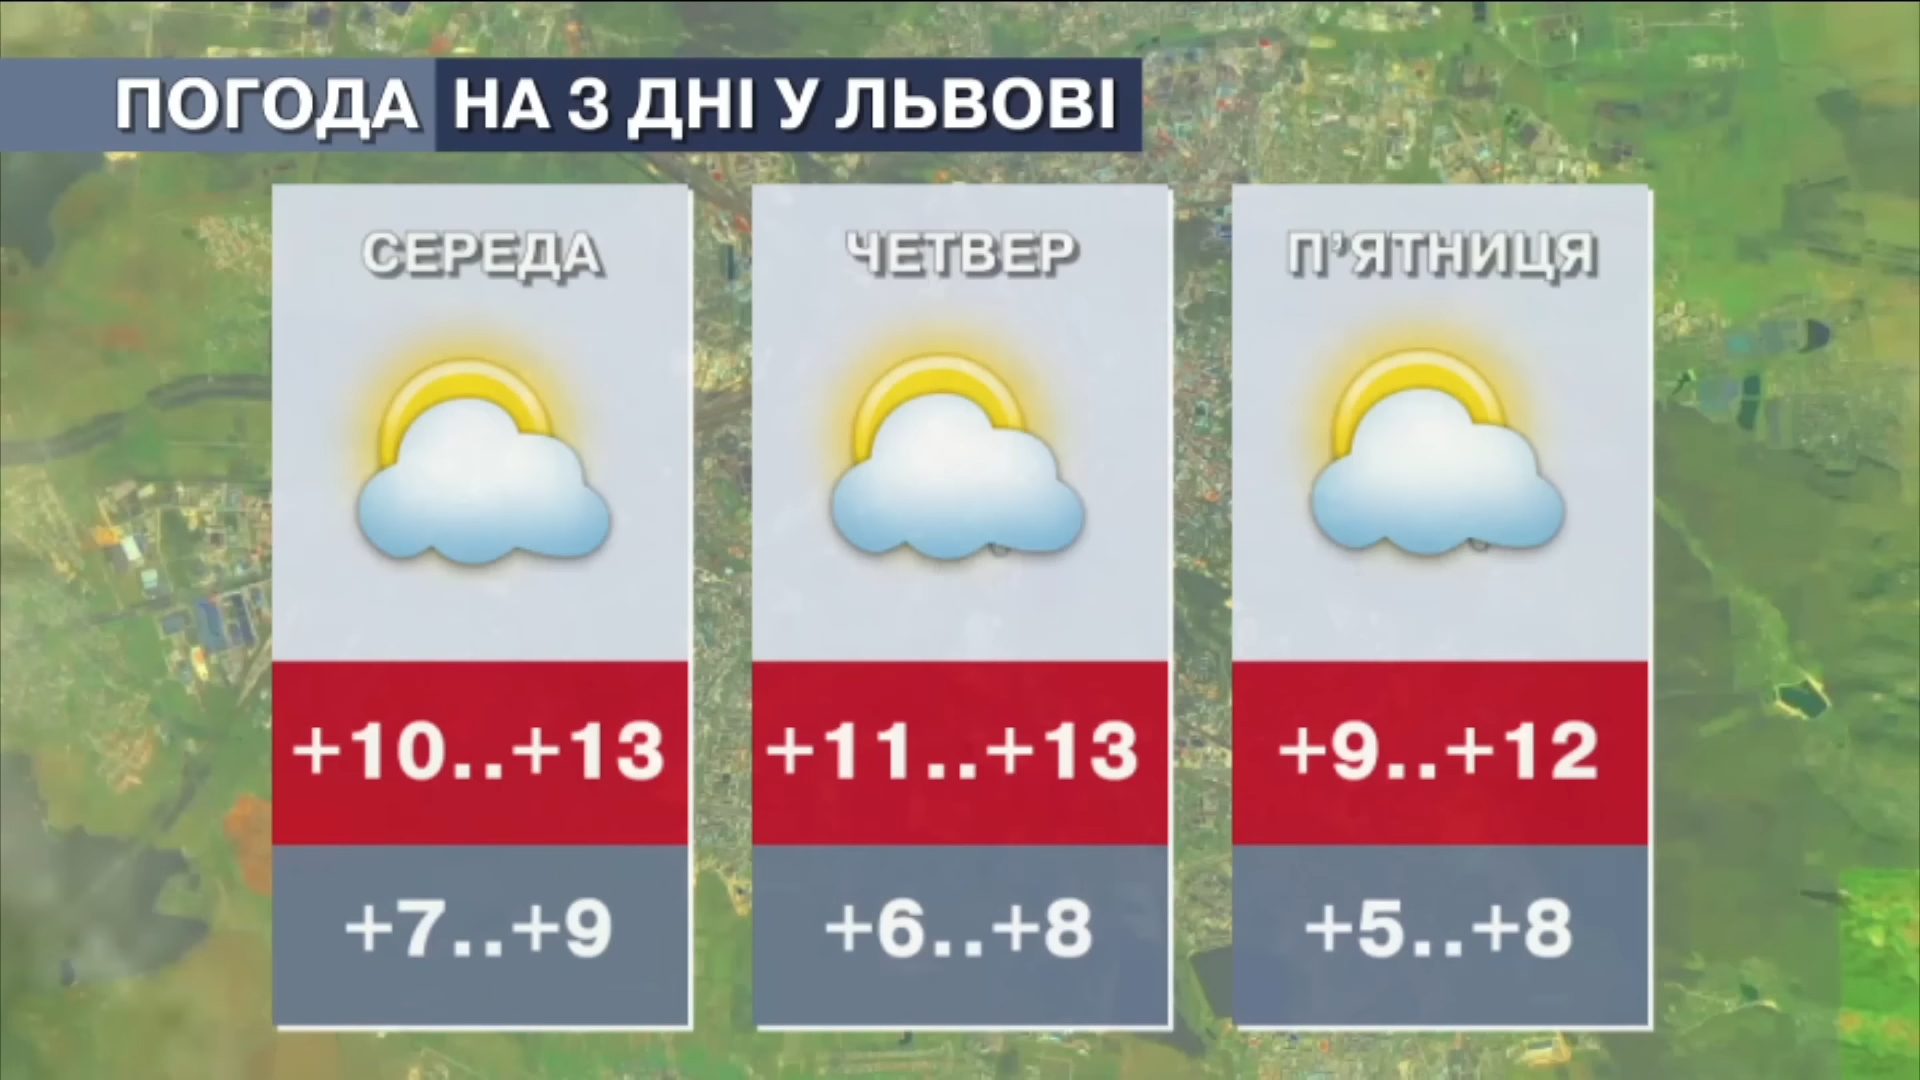 ПОГОДА НА 3 ДНІ У ЛЬВОВІ
СЕРЕДА
+10..+13
+7..+9
ЧЕТВЕР
+11..+13
+6..+8
П'ЯТНИЦЯ
+9..+12
+5..+8